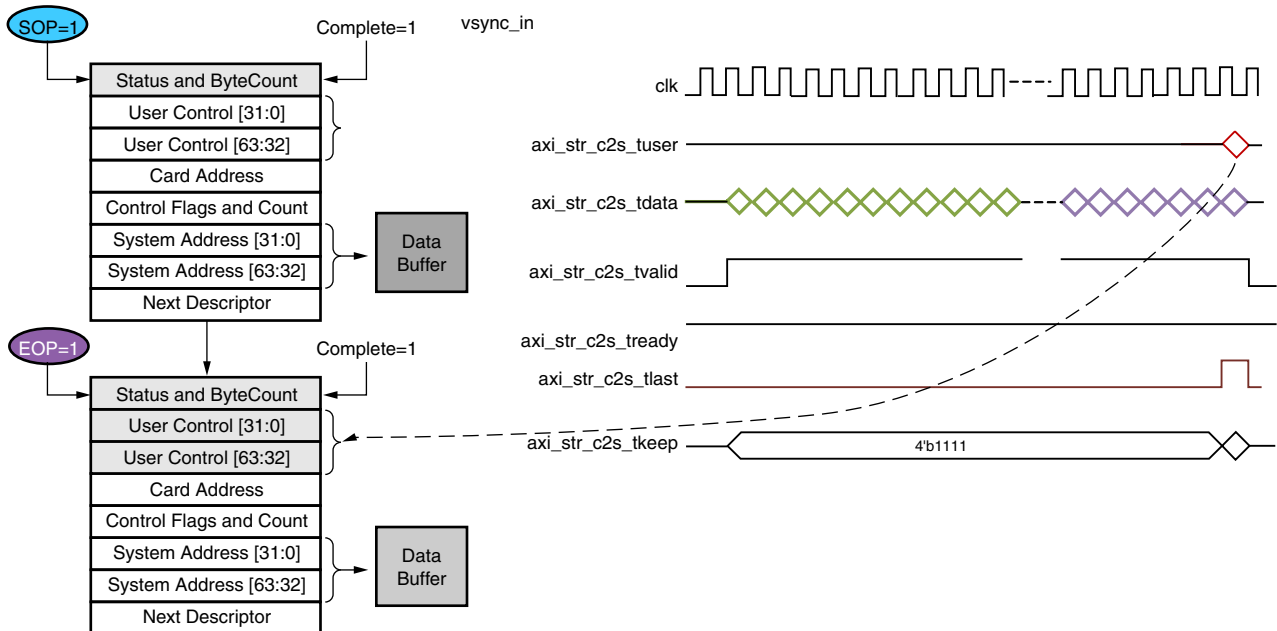 SOP=1
Complete=1
vsync_in
Status and ByteCount
User Control [31:0]
User Control [63:32]
Card Address
Control Flags and Count
System Address [31:0]
System Address [63:32]
Next Descriptor
Data
Buffer
EOP=1
Complete=1
Status and ByteCount
User Control [31:0]
User Control [63:32]
Card Address
Control Flags and Count
System Address [31:0]
System Address [63:32]
Next Descriptor
Data
Buffer
clk
axi_str_c2s_tuser
axi_str_c2s_tdata
axi_str_c2s_tvalid
axi_str_c2s_tready
axi_str_c2s_tlast
axi_str_c2s_tkeep
4'b1111